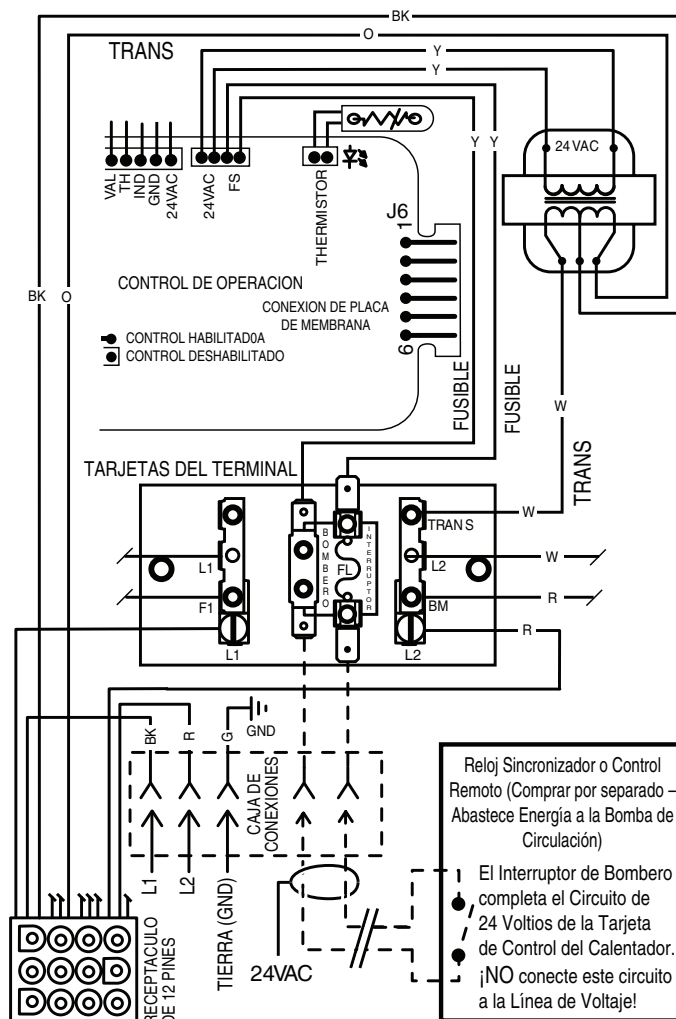 BK
O
TRANS
Y
Y
Y
Y
24VAC
VAL
TH
IND
GND
24VAC
24VAC
FS
THERMISTOR
J6
1
6
CONTROL DE OPERACION
CONEXION DE PLACA
DE MEMBRANA
BK
O
CONTROL HABILITAD0A
CONTROL DESHABILITADO
FUSIBLE
FUSIBLE
W
TRANS
TARJETAS DEL TERMINAL
L1
F1
L1
BOMBERO
FL
INTERRUPTOR
TRANS
L2
BM
L2
W
W
R
R
BK
R
G
GND
CAJA DE
CONEXIONES
L1
L2
TIERRA (GND)
24VAC
RECEPTACULO
DE 12 PINES
Reloj Sincronizador o Control
Remoto (Comprar por separado –
Abastece Energía a la Bomba de
Circulación)
El Interruptor de Bombero
completa el Circuito de
24 Voltios de la Tarjeta
de Control del Calentador.
¡NO conecte este circuito
a la Línea de Voltaje!